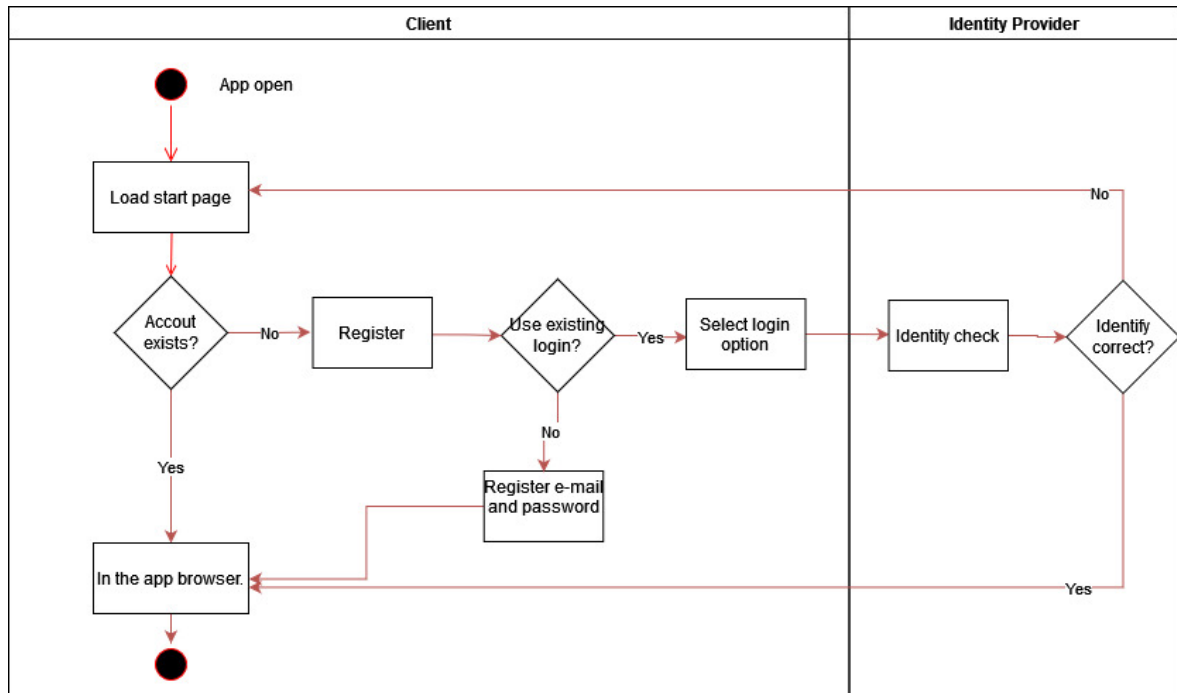 Client
Identity Provider
App open
Load start page
No
Accout
exists?
No
Register
Use existing
login?
Yes
Select login
option
Identity check
Identify
correct?
No
Yes
Register e-mail
and password
In the app browser.
Yes